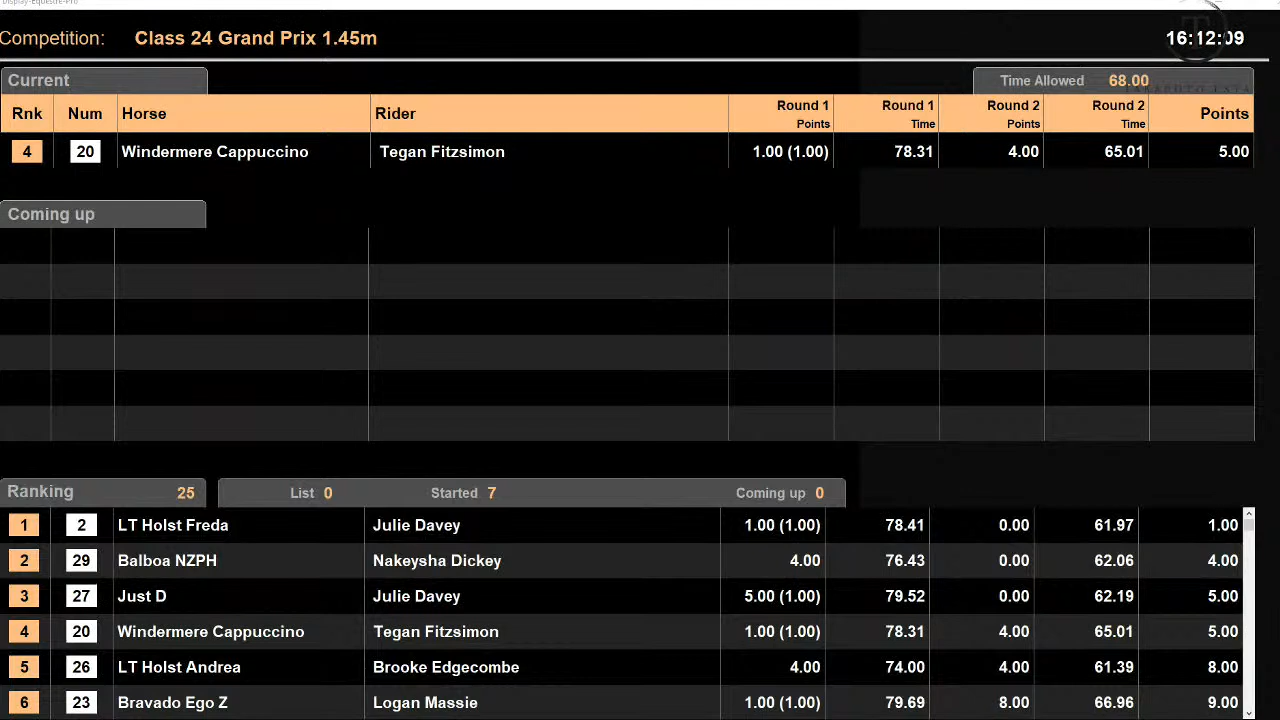 Display-Equestre-Pro
Competition: Class 24 Grand Prix 1.45m 16:12:09
Current Time Allowed 68.00
Rnk Num Horse Rider Round 1 Points Round 1 Time Round 2 Points Round 2 Time Points
4 20 Windermere Cappuccino Tegan Fitzsimon 1.00 (1.00) 78.31 4.00 65.01 5.00
Coming up
Ranking 25 List 0 Started 7 Coming up 0
1 2 LT Holst Freda Julie Davey 1.00 (1.00) 78.41 0.00 61.97 1.00
2 29 Balboa NZPH Nakeysha Dickey 4.00 76.43 0.00 62.06 4.00
3 27 Just D Julie Davey 5.00 (1.00) 79.52 0.00 62.19 5.00
4 20 Windermere Cappuccino Tegan Fitzsimon 1.00 (1.00) 78.31 4.00 65.01 5.00
5 26 LT Holst Andrea Brooke Edgecombe 4.00 74.00 4.00 61.39 8.00
6 23 Bravado Ego Z Logan Massie 1.00 (1.00) 79.69 8.00 66.96 9.00